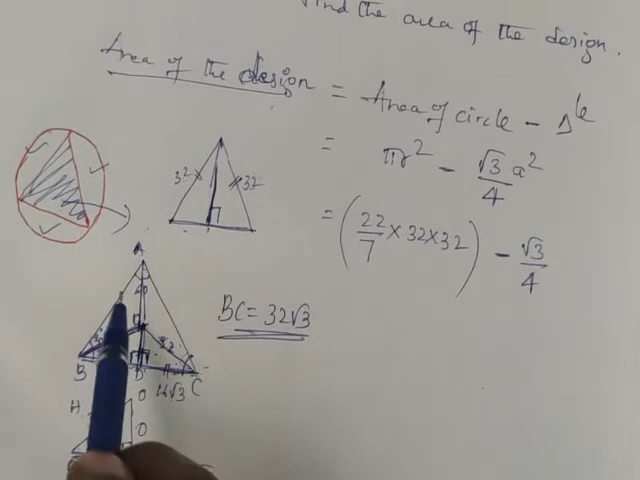 Find the area of the design.
Area of the design = Area of circle - Δle
= πr² - √3/4 a²
= (22/7 × 32 × 32) - √3/4
32 32
A
BC = 32√3
32
B D 16√3 C
H O
O